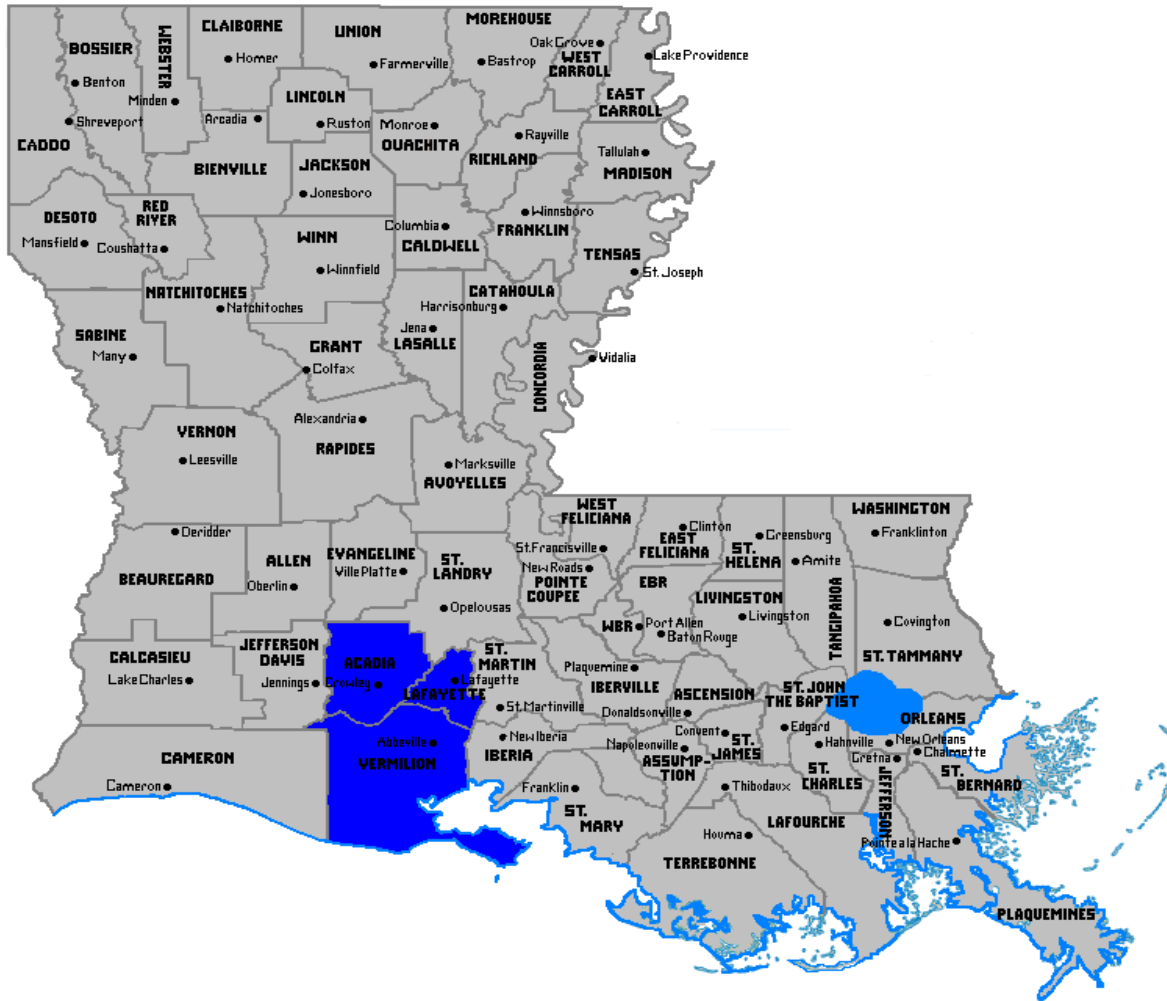 MOREHOUSE
CLAIBORNE
UNION
WEBSTER
BOSSIER
Oak Grove
WEST
CARROLL
Lake Providence
Homer
Farmerville
Bastrop
Benton
LINCOLN
EAST
CARROLL
Minden
Shreveport
Arcadia
Ruston
Monroe
OUACHITA
Rayville
RICHLAND
CADDO
Tallulah
MADISON
BIENVILLE
JACKSON
Jonesboro
RED
RIVER
DESOTO
Mansfield
Coushatta
WINN
Columbia
CALDWELL
Winnsboro
FRANKLIN
TENSAS
St. Joseph
Winnfield
NATCHITOCHES
Natchitoches
CATAHOULA
Harrisonburg
SABINE
Many
GRANT
Colfax
Jena
LASALLE
CONCORDIA
Vidalia
Alexandria
RAPIDES
VERNON
Leesville
Marksville
AVOYELLES
WEST
FELICIANA
St. Francisville
Clinton
EAST
FELICIANA
Greensburg
ST.
HELENA
WASHINGTON
Franklinton
Deridder
BEAUREGARD
ALLEN
Oberlin
EVANGELINE
Ville Platte
ST.
LANDRY
Opelousas
New Roads
POINTE
COUPEE
EBR
Amite
TANGIPAHOA
LIVINGSTON
Livingston
WBR
Port Allen
Baton Rouge
Covington
ST. TAMMANY
CALCASIEU
Lake Charles
JEFFERSON
DAVIS
Jennings
ACADIA
Crowley
LAFAYETTE
Lafayette
ST.
MARTIN
St. Martinville
Plaquemine
IBERVILLE
ASCENSION
Donaldsonville
ST. JOHN
THE BAPTIST
Edgard
ORLEANS
New Orleans
Chalmette
CAMERON
Cameron
Abbeville
VERMILION
New Iberia
IBERIA
Napoleonville
ASSUMP-
TION
Convent
ST.
JAMES
Hahnville
ST.
CHARLES
Gretna
JEFFERSON
ST.
BERNARD
Franklin
ST.
MARY
Thibodaux
LAFOURCHE
Houma
TERREBONNE
Pointe a la Hache
PLAQUEMINES